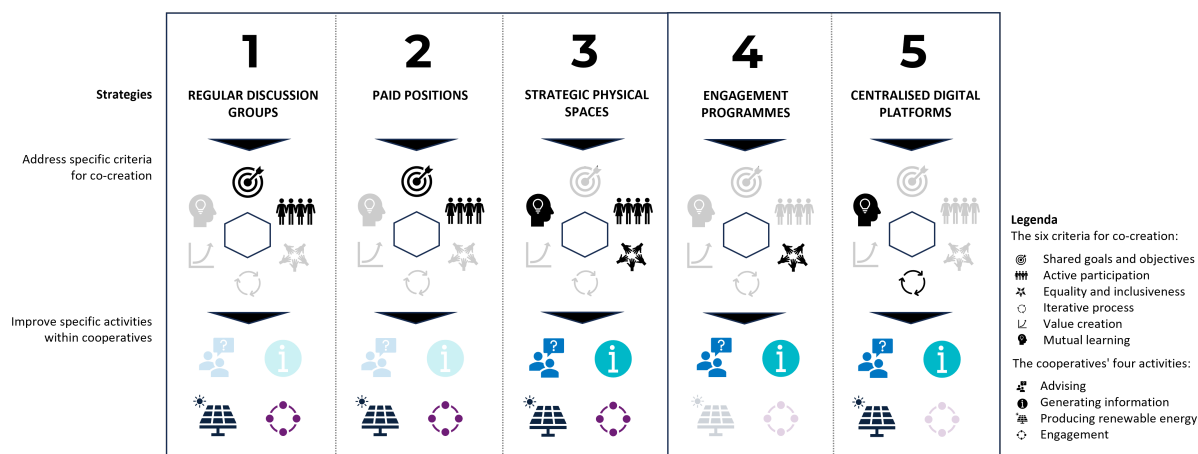 1
2
3
4
5
Strategies
REGULAR DISCUSSION
GROUPS
PAID POSITIONS
STRATEGIC PHYSICAL
SPACES
ENGAGEMENT
PROGRAMMES
CENTRALISED DIGITAL
PLATFORMS
Address specific criteria
for co-creation
Improve specific activities
within cooperatives
Legenda
The six criteria for co-creation:
Shared goals and objectives
Active participation
Equality and inclusiveness
Iterative process
Value creation
Mutual learning
The cooperatives' four activities:
Advising
Generating information
Producing renewable energy
Engagement